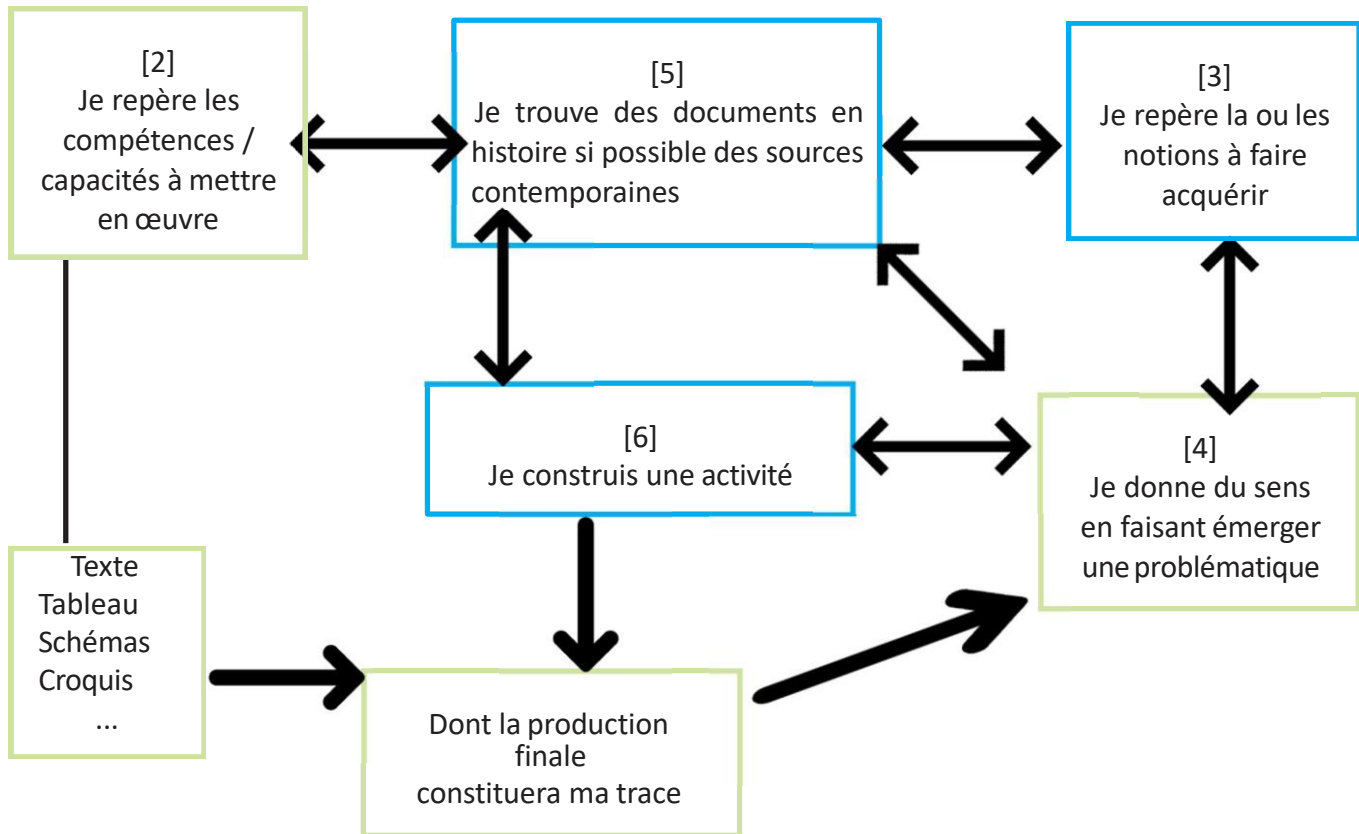 [2]
Je repère les
compétences /
capacités à mettre
en œuvre
[5]
Je trouve des documents en
histoire si possible des sources
contemporaines
[3]
Je repère la ou les
notions à faire
acquérir
[6]
Je construis une activité
[4]
Je donne du sens
en faisant émerger
une problématique
Texte
Tableau
Schémas
Croquis
...
Dont la production
finale
constituera ma trace